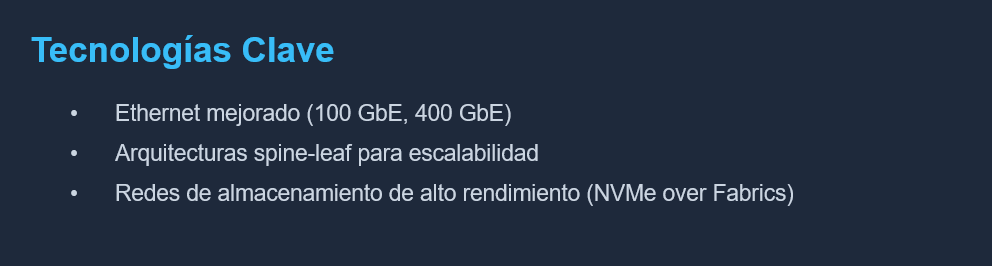 Tecnologías Clave
• Ethernet mejorado (100 GbE, 400 GbE)
• Arquitecturas spine-leaf para escalabilidad
• Redes de almacenamiento de alto rendimiento (NVMe over Fabrics)